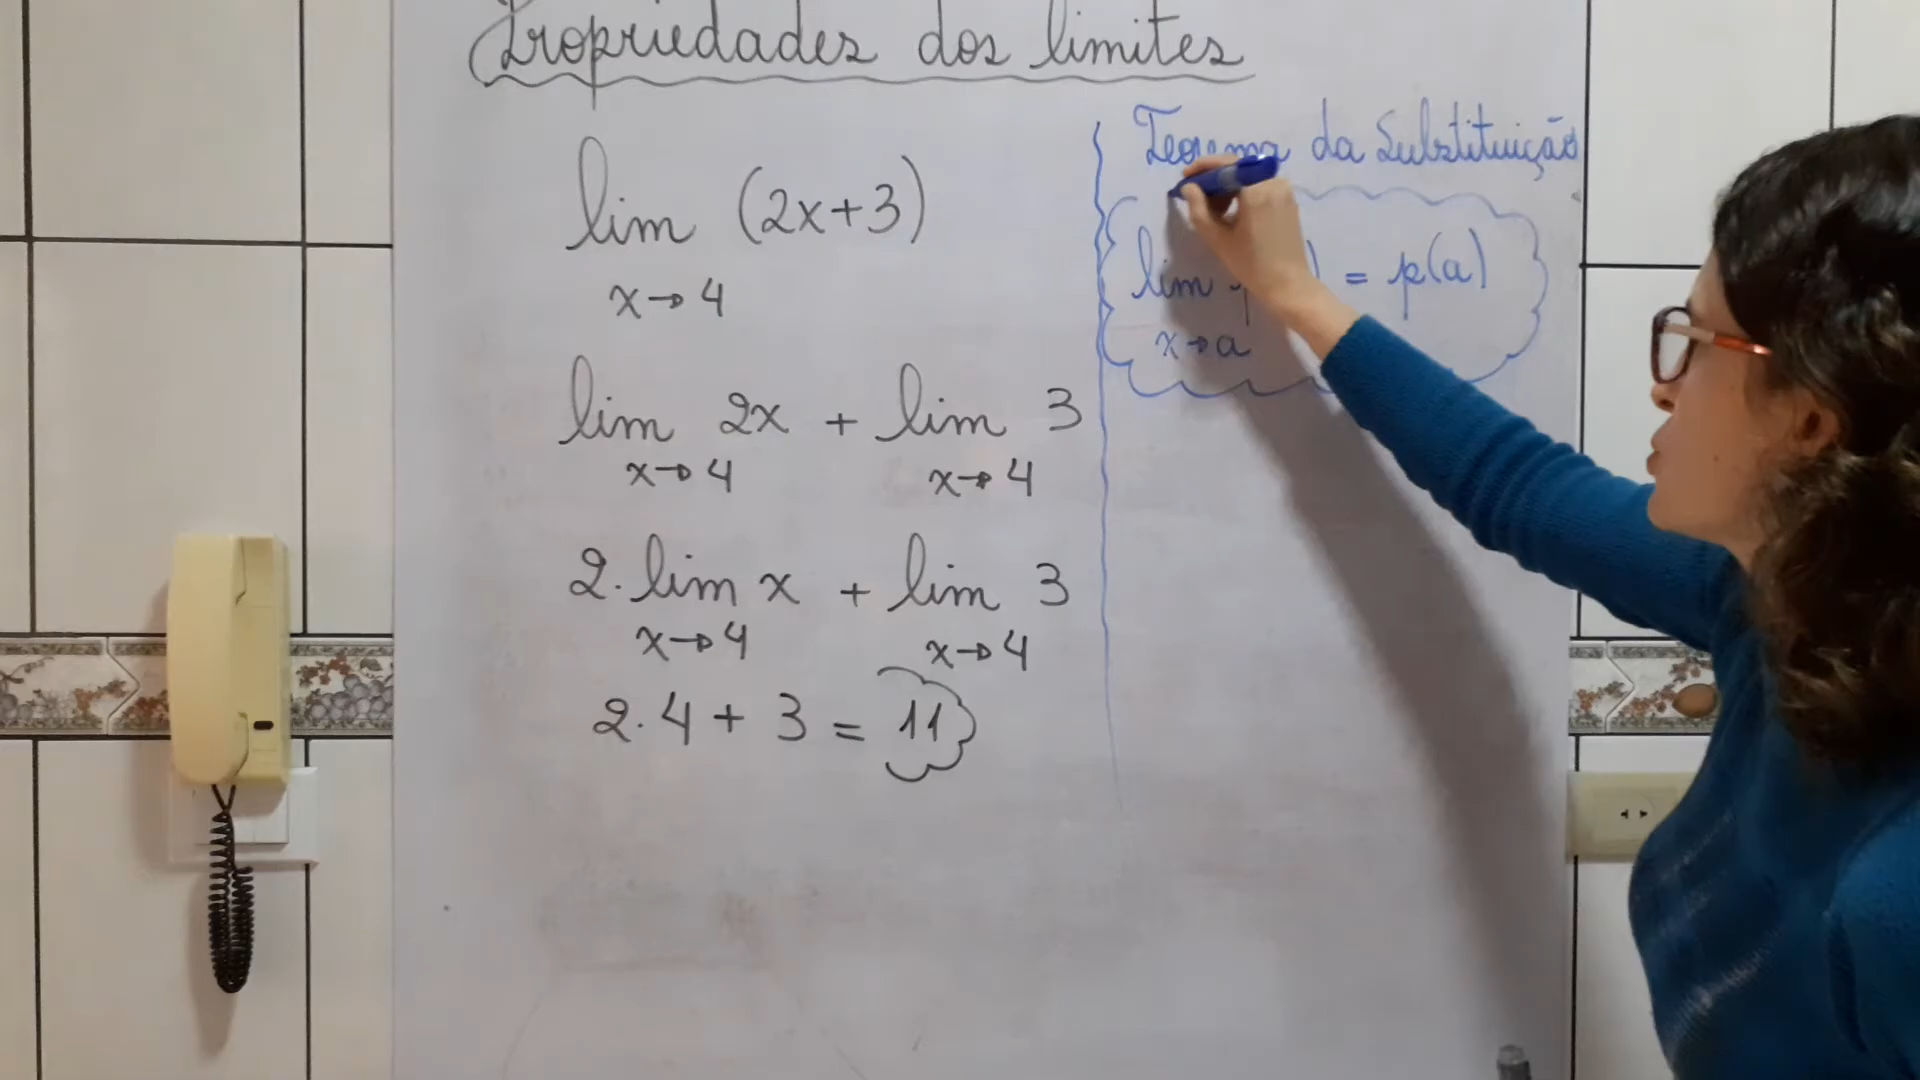 Propriedades dos limites
lim (2x+3)
x→4
lim 2x + lim 3
x→4 x→4
2. lim x + lim 3
x→4 x→4
2.4 + 3 = 11
Teorema da Substituição
lim p ) = p(a)
x→a